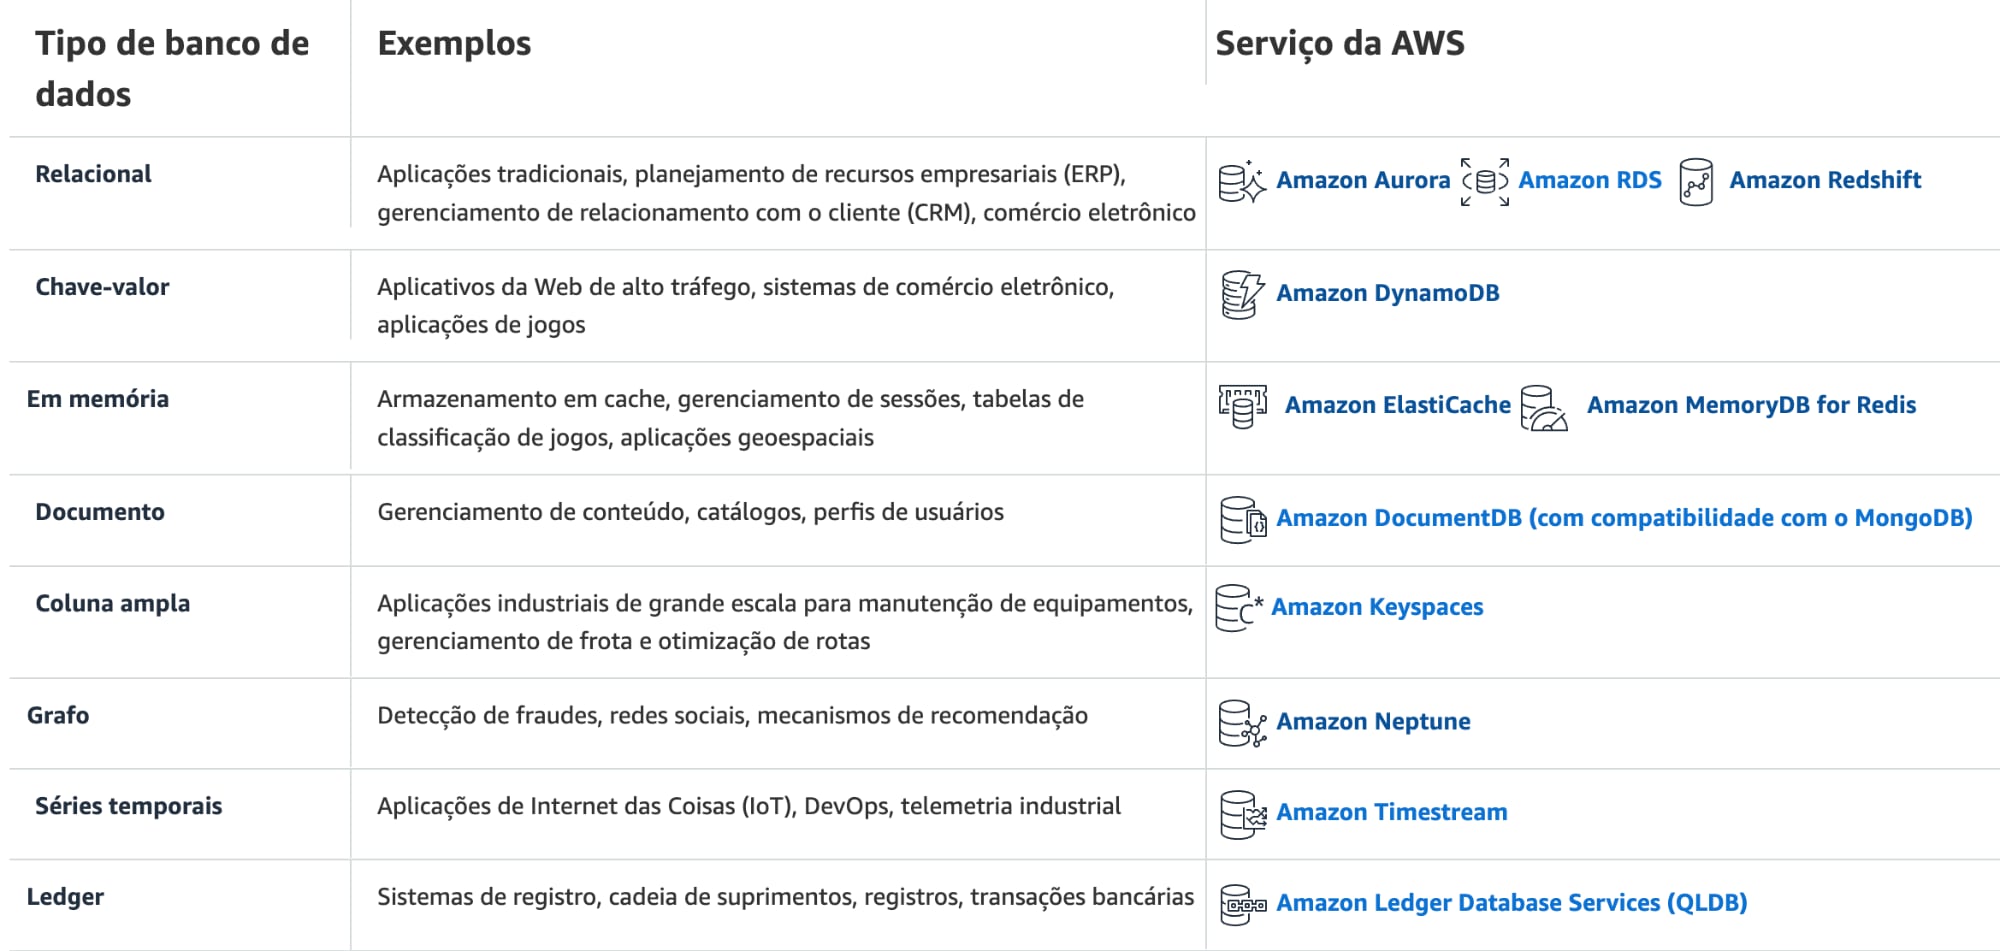 Tipo de banco de
dados
Exemplos
Serviço da AWS
Relacional
Aplicações tradicionais, planejamento de recursos empresariais (ERP),
gerenciamento de relacionamento com o cliente (CRM), comércio eletrônico
Amazon Aurora Amazon RDS Amazon Redshift
Chave-valor
Aplicativos da Web de alto tráfego, sistemas de comércio eletrônico,
aplicações de jogos
Amazon DynamoDB
Em memória
Armazenamento em cache, gerenciamento de sessões, tabelas de
classificação de jogos, aplicações geoespaciais
Amazon ElastiCache Amazon MemoryDB for Redis
Documento
Gerenciamento de conteúdo, catálogos, perfis de usuários
Amazon DocumentDB (com compatibilidade com o MongoDB)
Coluna ampla
Aplicações industriais de grande escala para manutenção de equipamentos,
gerenciamento de frota e otimização de rotas
Amazon Keyspaces
Grafo
Detecção de fraudes, redes sociais, mecanismos de recomendação
Amazon Neptune
Séries temporais
Aplicações de Internet das Coisas (IoT), DevOps, telemetria industrial
Amazon Timestream
Ledger
Sistemas de registro, cadeia de suprimentos, registros, transações bancárias
Amazon Ledger Database Services (QLDB)